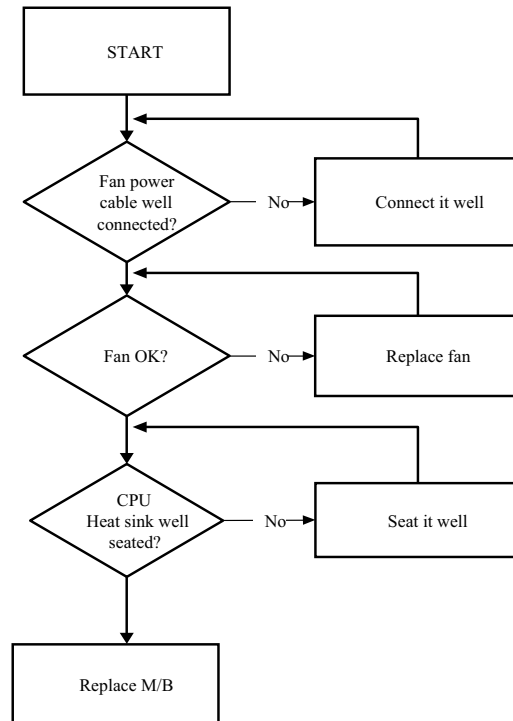 START
Fan power
cable well
connected?
No
Connect it well
Fan OK?
No
Replace fan
CPU
Heat sink well
seated?
No
Seat it well
Replace M/B